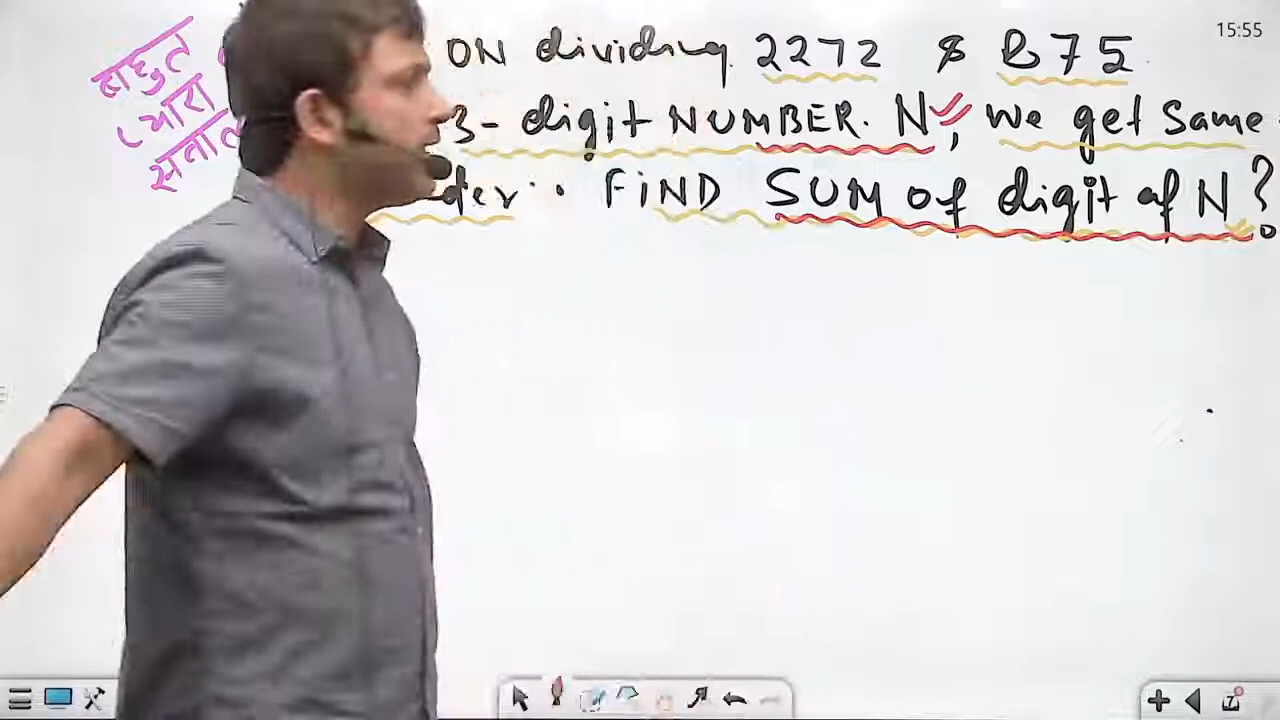 बहुत
प्यारा
सवाल
15:55
ON dividing 2272 & 875
3-digit NUMBER. N, we get Same
der. FIND SUM of digit of N?